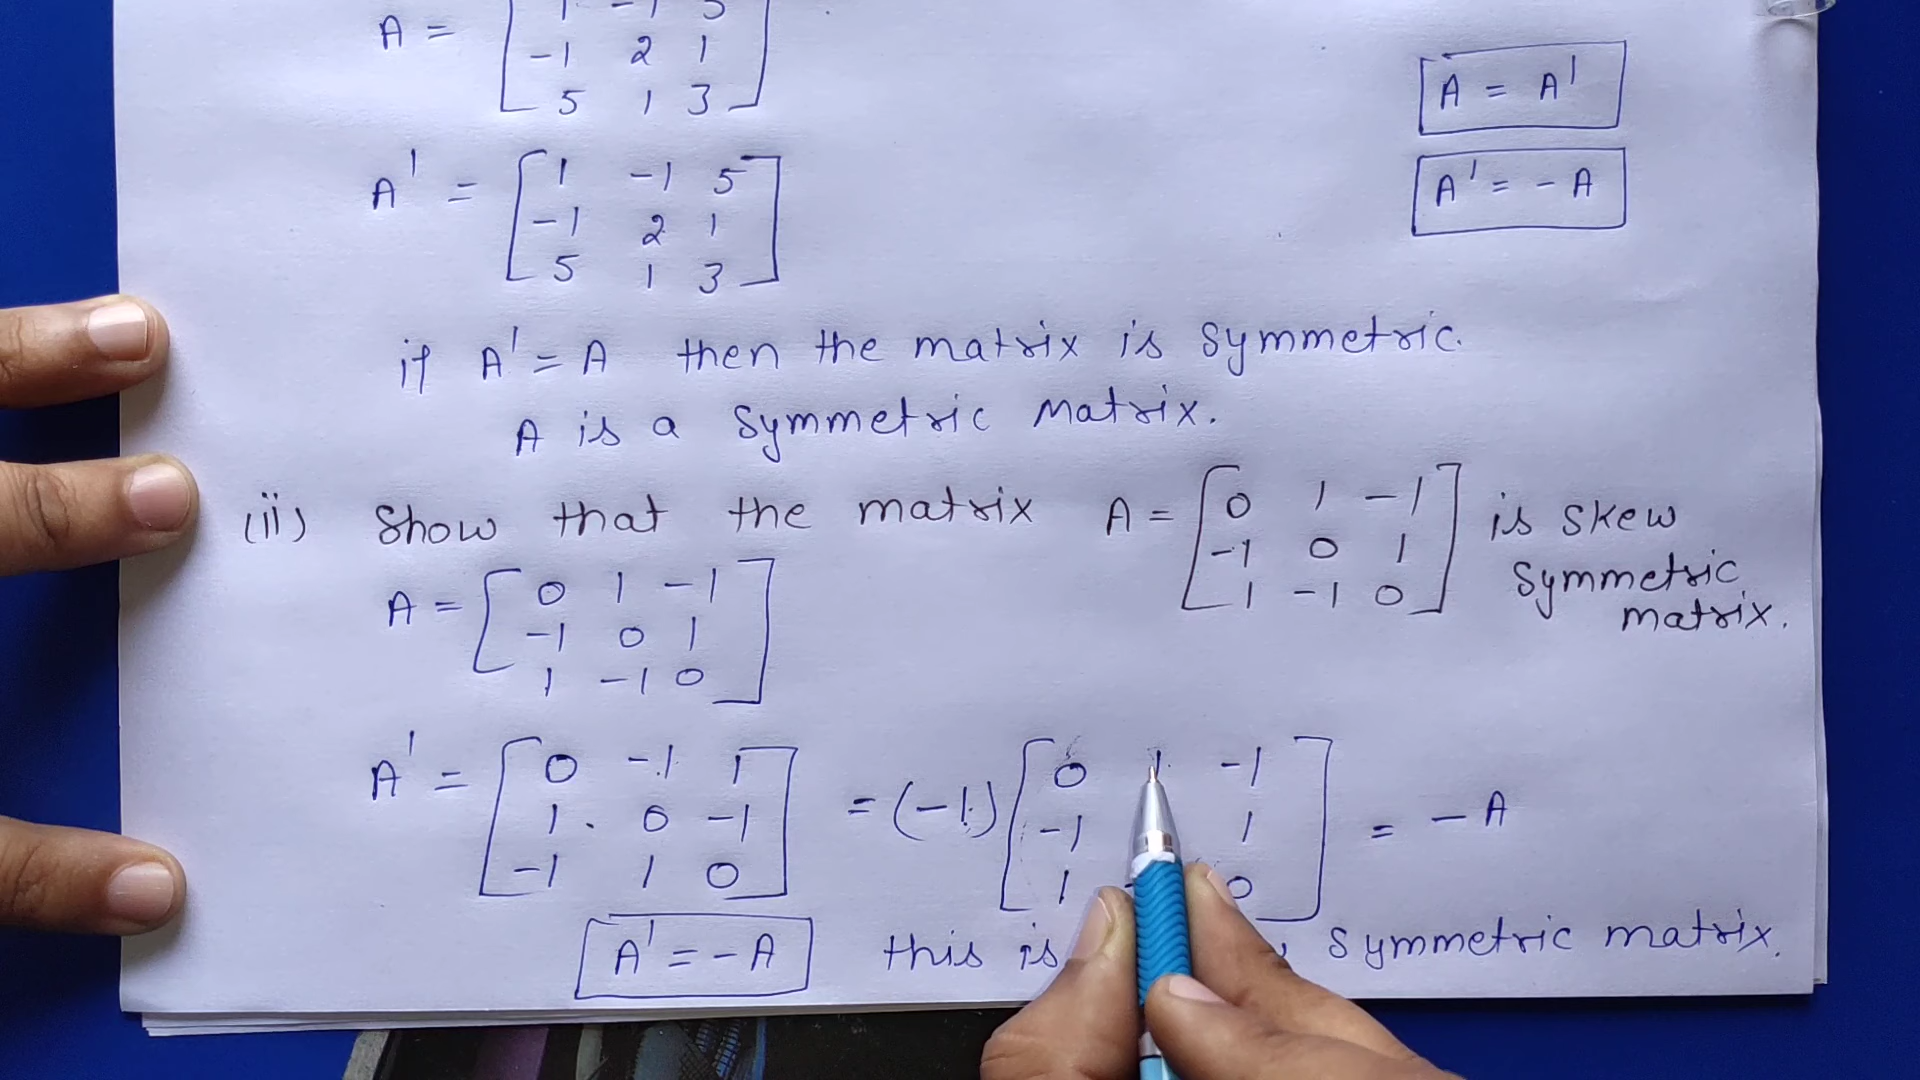 A = [ 1 -1 5
-1 2 1
5 1 3 ]
A = A'
A' = - A
A' = [ 1 -1 5
-1 2 1
5 1 3 ]
if A' = A then the matrix is symmetric.
A is a symmetric matrix.
(ii) Show that the matrix A = [ 0 1 -1
-1 0 1
1 -1 0 ] is skew
symmetric
matrix.
A = [ 0 1 -1
-1 0 1
1 -1 0 ]
A' = [ 0 -1 1
1 0 -1
-1 1 0 ] = (-1) [ 0 1 -1
-1 1
1 0 ] = - A
A' = - A this is symmetric matrix.